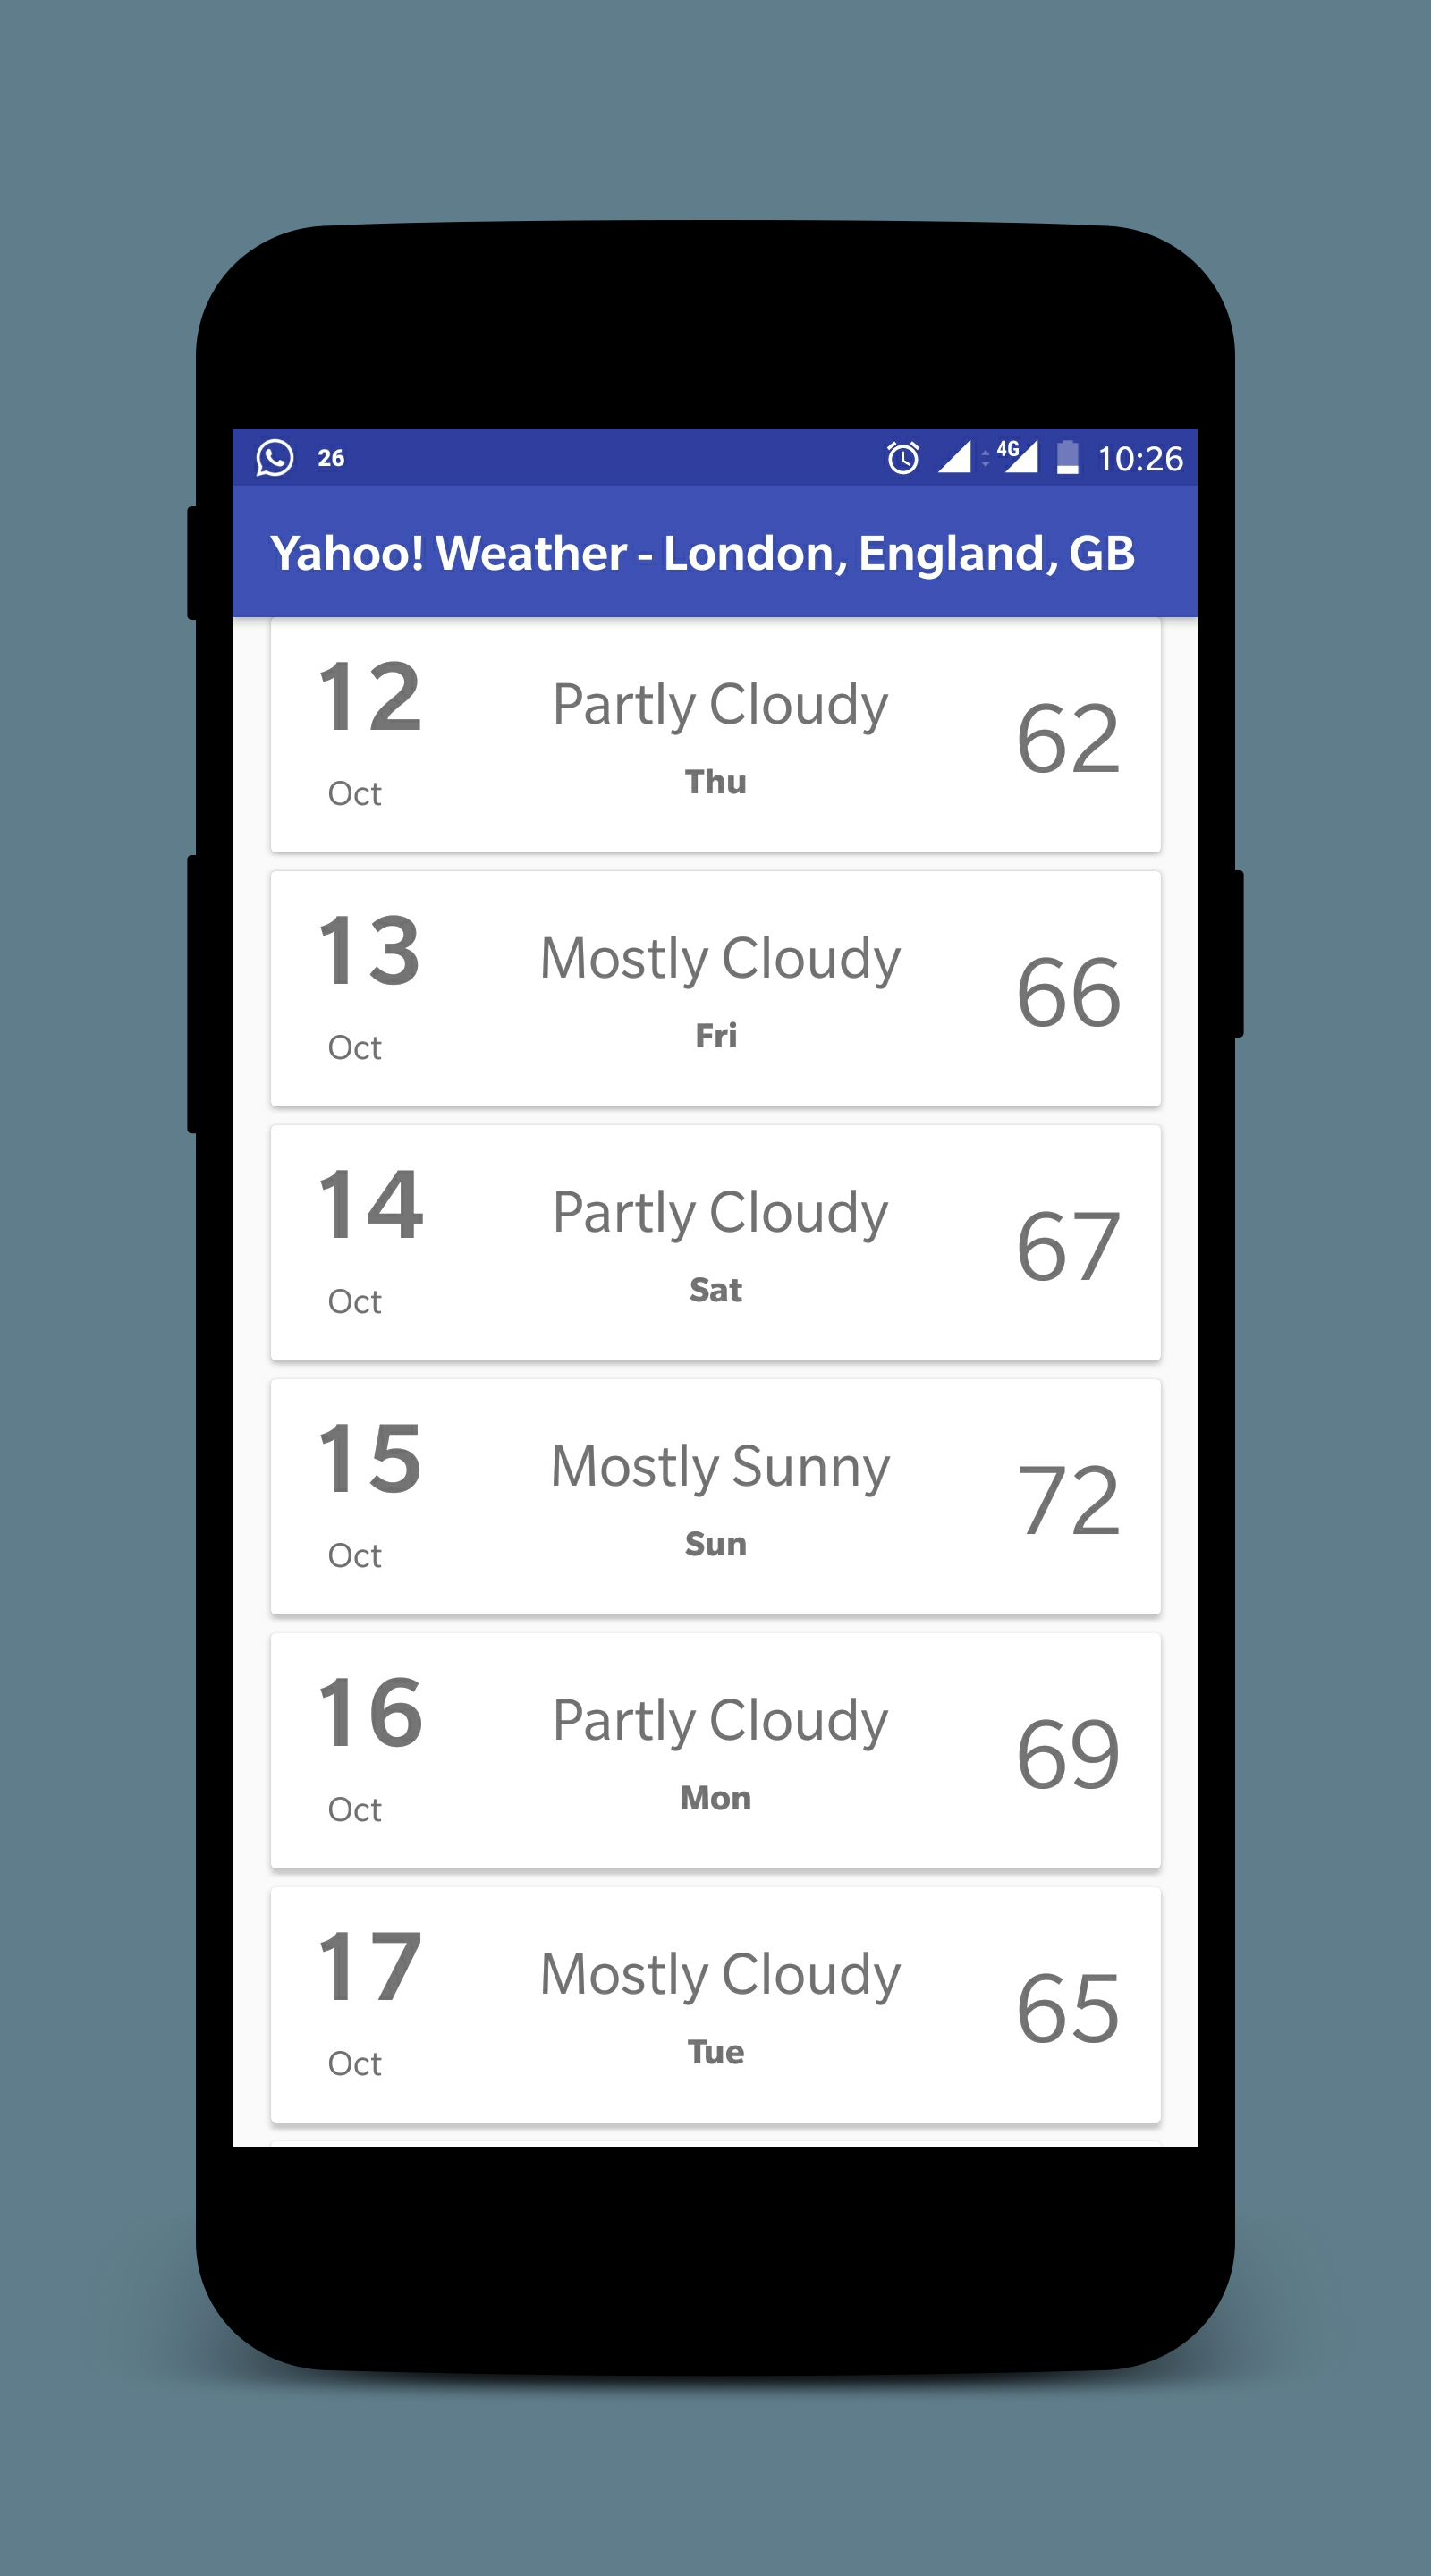 26 4G 10:26
Yahoo! Weather - London, England, GB
12 Partly Cloudy 62
Oct Thu
13 Mostly Cloudy 66
Oct Fri
14 Partly Cloudy 67
Oct Sat
15 Mostly Sunny 72
Oct Sun
16 Partly Cloudy 69
Oct Mon
17 Mostly Cloudy 65
Oct Tue